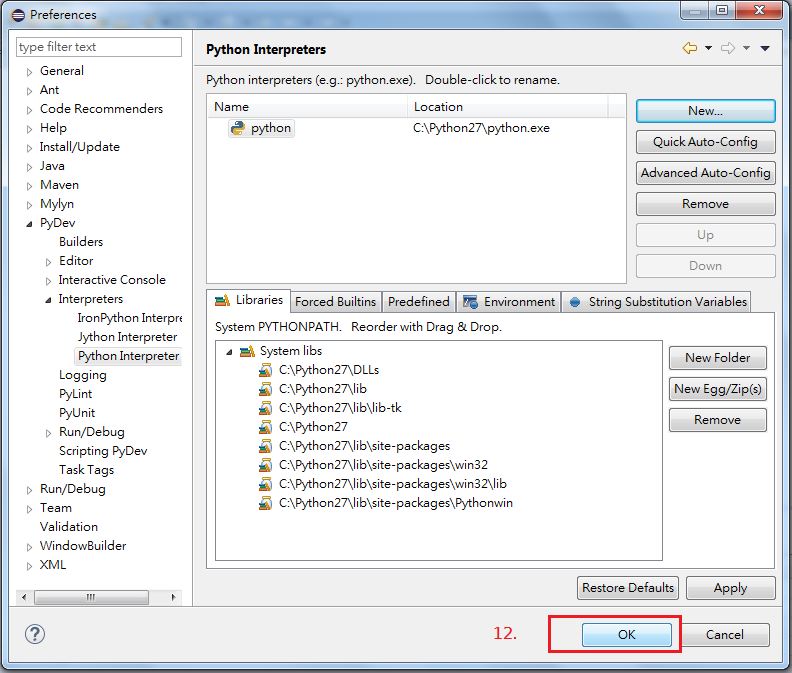 Preferences
type filter text
General
Ant
Code Recommenders
Help
Install/Update
Java
Maven
Mylyn
PyDev
Builders
Editor
Interactive Console
Interpreters
IronPython Interpre
Jython Interpreter
Python Interpreter
Logging
PyLint
PyUnit
Run/Debug
Scripting PyDev
Task Tags
Run/Debug
Team
Validation
WindowBuilder
XML
Python Interpreters
Python interpreters (e.g.: python.exe).   Double-click to rename.
Name Location
python C:\Python27\python.exe
New...
Quick Auto-Config
Advanced Auto-Config
Remove
Up
Down
Libraries Forced Builtins Predefined Environment String Substitution Variables
System PYTHONPATH.   Reorder with Drag & Drop.
System libs
C:\Python27\DLLs
C:\Python27\lib
C:\Python27\lib\lib-tk
C:\Python27
C:\Python27\lib\site-packages
C:\Python27\lib\site-packages\win32
C:\Python27\lib\site-packages\win32\lib
C:\Python27\lib\site-packages\Pythonwin
New Folder
New Egg/Zip(s)
Remove
Restore Defaults Apply
12. OK Cancel